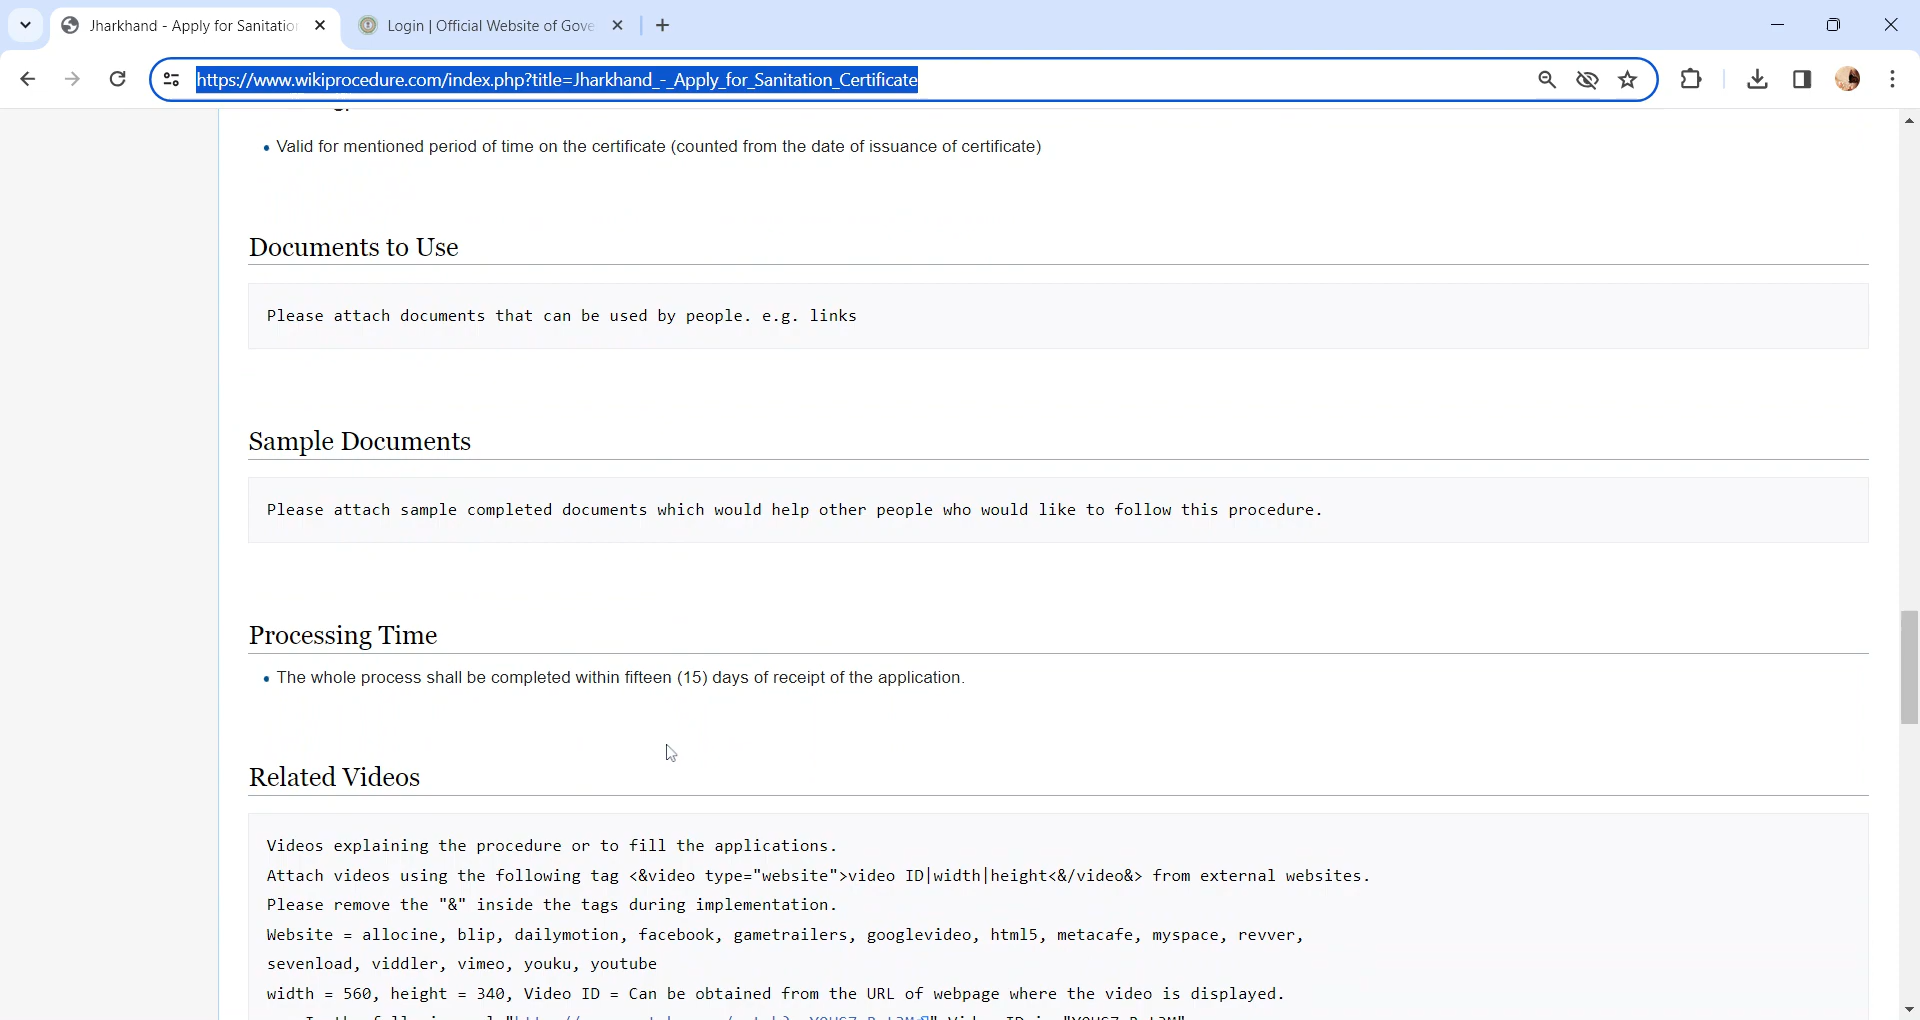 Jharkhand - Apply for Sanitation
Login | Official Website of Gove
https://www.wikiprocedure.com/index.php?title=Jharkhand_-_Apply_for_Sanitation_Certificate
Valid for mentioned period of time on the certificate (counted from the date of issuance of certificate)
Documents to Use
Please attach documents that can be used by people. e.g. links
Sample Documents
Please attach sample completed documents which would help other people who would like to follow this procedure.
Processing Time
The whole process shall be completed within fifteen (15) days of receipt of the application.
Related Videos
Videos explaining the procedure or to fill the applications.
Attach videos using the following tag <&video type="website">video ID|width|height<&/video&> from external websites.
Please remove the "&" inside the tags during implementation.
Website = allocine, blip, dailymotion, facebook, gametrailers, googlevideo, html5, metacafe, myspace, revver,
sevenload, viddler, vimeo, youku, youtube
width = 560, height = 340, Video ID = Can be obtained from the URL of webpage where the video is displayed.